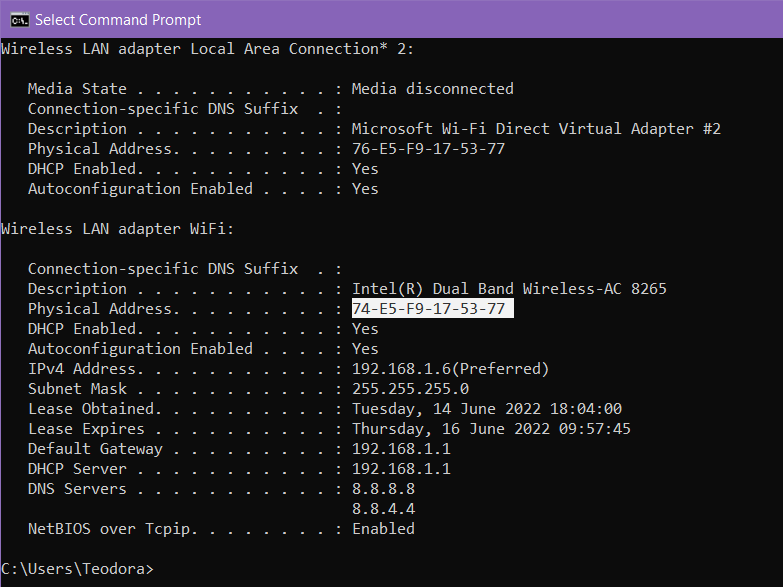 Select Command Prompt
Wireless LAN adapter Local Area Connection* 2:
Media State . . . . . . . . . . . : Media disconnected
Connection-specific DNS Suffix  . :
Description . . . . . . . . . . . : Microsoft Wi-Fi Direct Virtual Adapter #2
Physical Address. . . . . . . . . : 76-E5-F9-17-53-77
DHCP Enabled. . . . . . . . . . . : Yes
Autoconfiguration Enabled . . . . : Yes
Wireless LAN adapter WiFi:
Connection-specific DNS Suffix  . :
Description . . . . . . . . . . . : Intel(R) Dual Band Wireless-AC 8265
Physical Address. . . . . . . . . : 74-E5-F9-17-53-77
DHCP Enabled. . . . . . . . . . . : Yes
Autoconfiguration Enabled . . . . : Yes
IPv4 Address. . . . . . . . . . . : 192.168.1.6(Preferred)
Subnet Mask . . . . . . . . . . . : 255.255.255.0
Lease Obtained. . . . . . . . . . : Tuesday, 14 June 2022 18:04:00
Lease Expires . . . . . . . . . . : Thursday, 16 June 2022 09:57:45
Default Gateway . . . . . . . . . : 192.168.1.1
DHCP Server . . . . . . . . . . . : 192.168.1.1
DNS Servers . . . . . . . . . . . : 8.8.8.8
8.8.4.4
NetBIOS over Tcpip. . . . . . . . : Enabled
C:\Users\Teodora>